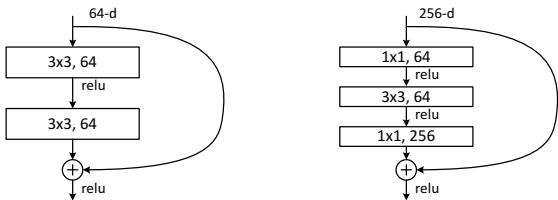 64-d
3x3, 64
relu
3x3, 64
+
relu
256-d
1x1, 64
relu
3x3, 64
relu
1x1, 256
+
relu